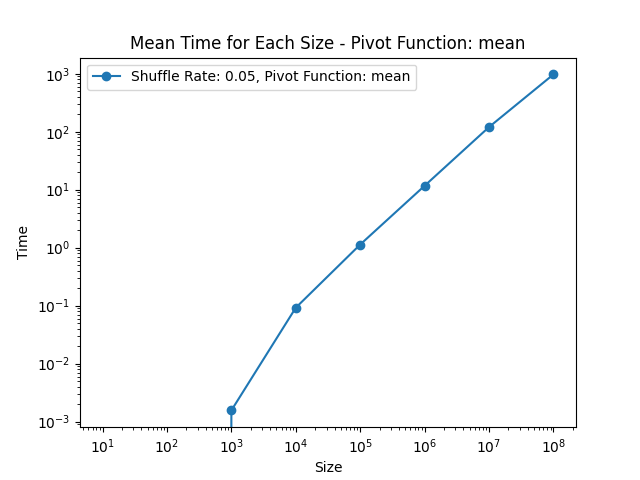 Mean Time for Each Size - Pivot Function: mean
Shuffle Rate: 0.05, Pivot Function: mean
10³
10²
10¹
10⁰
10⁻¹
10⁻²
10⁻³
Time
10¹ 10² 10³ 10⁴ 10⁵ 10⁶ 10⁷ 10⁸
Size